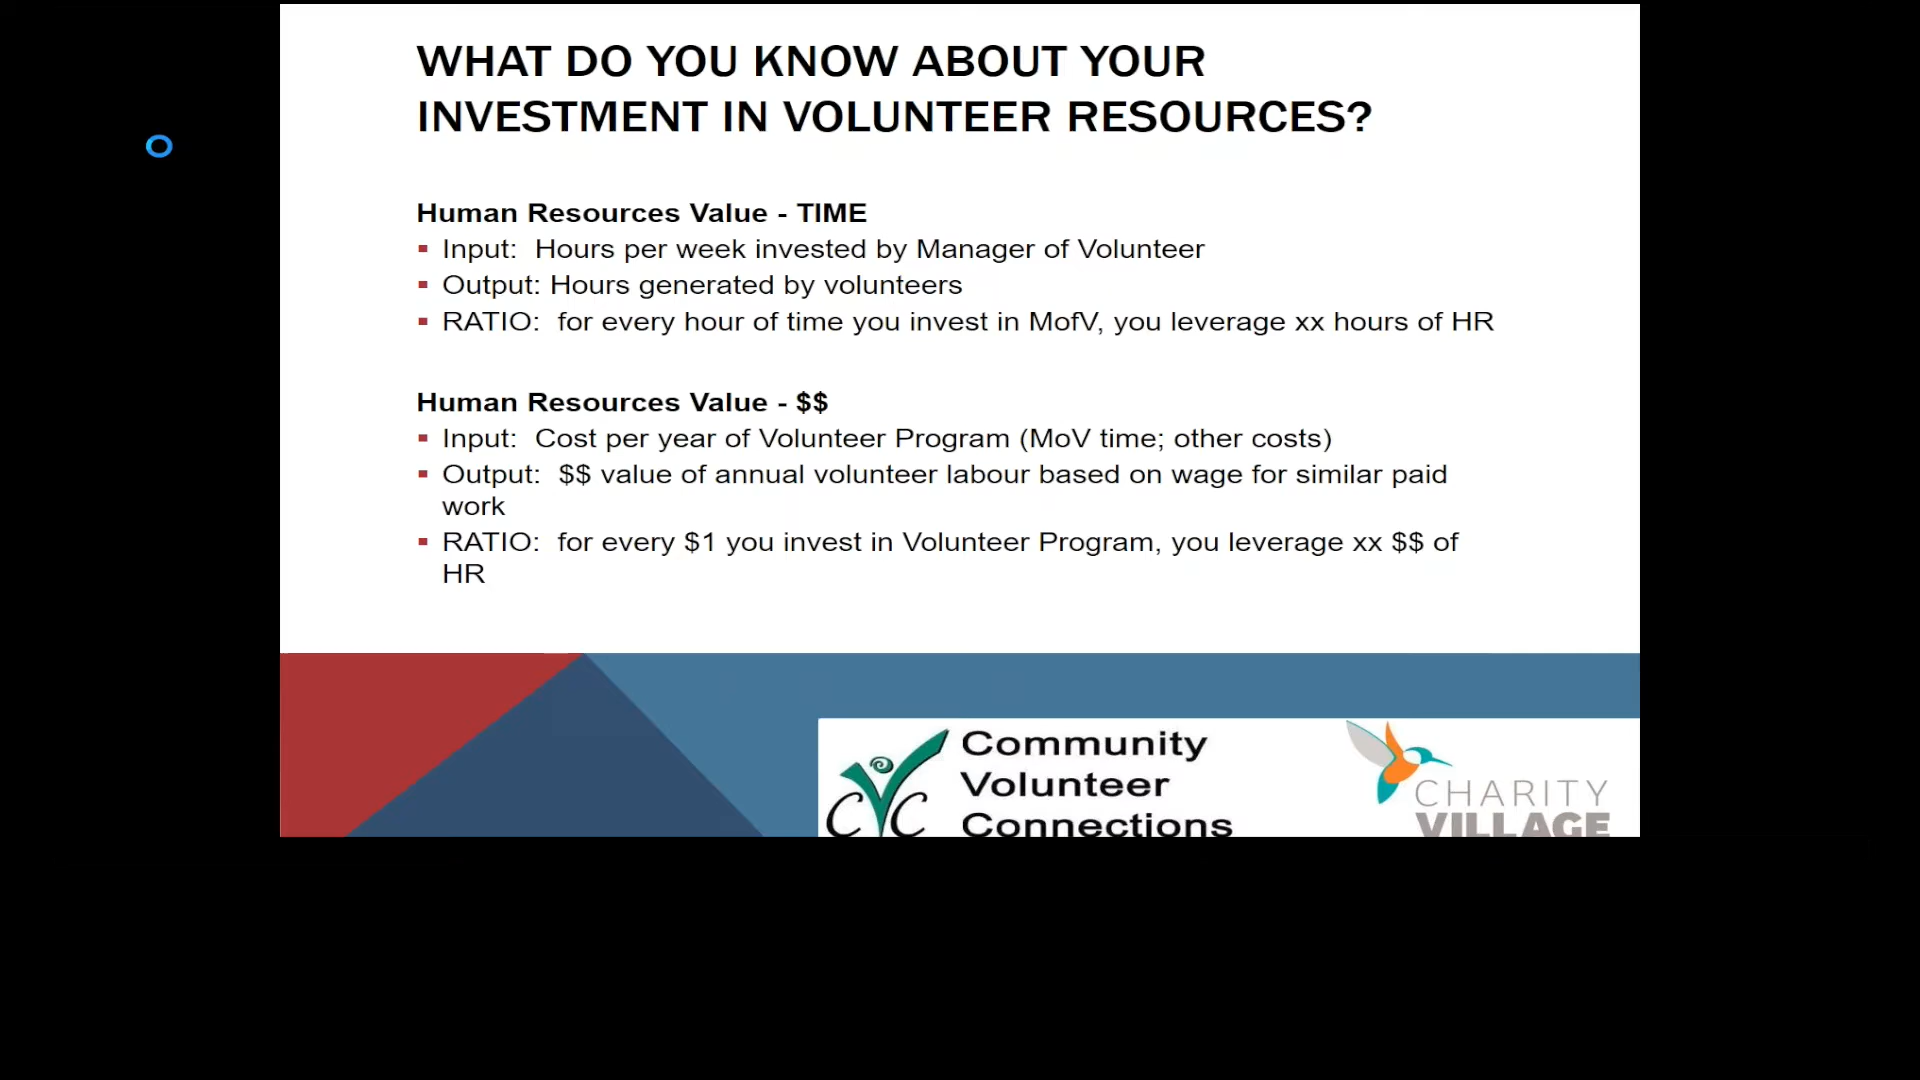 WHAT DO YOU KNOW ABOUT YOUR
INVESTMENT IN VOLUNTEER RESOURCES?
Human Resources Value - TIME
Input: Hours per week invested by Manager of Volunteer
Output: Hours generated by volunteers
RATIO: for every hour of time you invest in MofV, you leverage xx hours of HR
Human Resources Value - $$
Input: Cost per year of Volunteer Program (MoV time; other costs)
Output: $$ value of annual volunteer labour based on wage for similar paid
work
RATIO: for every $1 you invest in Volunteer Program, you leverage xx $$ of
HR
CVC
Community
Volunteer
Connections
CHARITY
VILLAGE